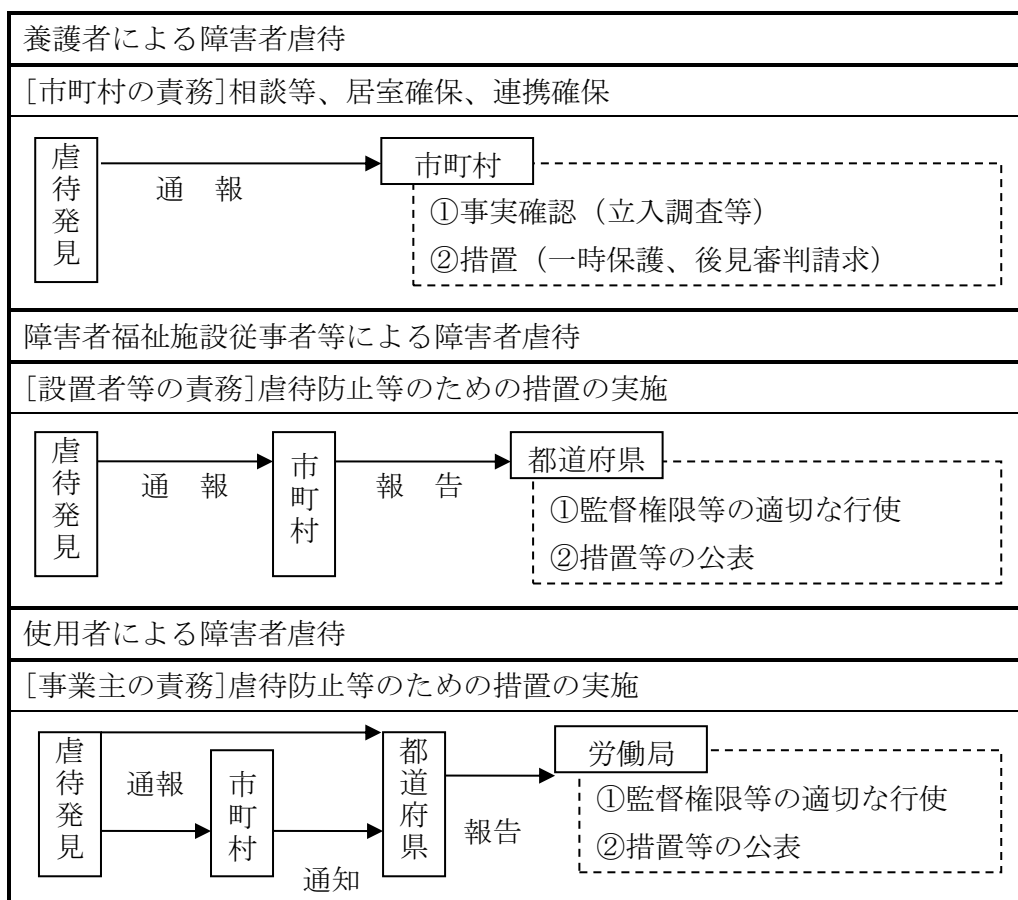 養護者による障害者虐待
[市町村の責務]相談等、居室確保、連携確保
虐待発見
通 報
市町村
①事実確認（立入調査等）
②措置（一時保護、後見審判請求）
障害者福祉施設従事者等による障害者虐待
[設置者等の責務]虐待防止等のための措置の実施
虐待発見
通 報
市町村
報 告
都道府県
①監督権限等の適切な行使
②措置等の公表
使用者による障害者虐待
[事業主の責務]虐待防止等のための措置の実施
虐待発見
通報
市町村
通知
都道府県
報告
労働局
①監督権限等の適切な行使
②措置等の公表